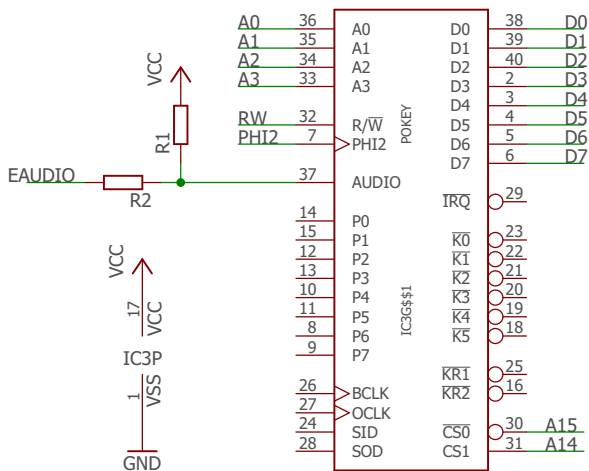 A0 36 A0 D0 38 D0
A1 35 A1 D1 39 D1
A2 34 A2 D2 40 D2
A3 33 A3 D3 2 D3
D4 3 D4
RW 32 R/W D5 4 D5
PHI2 7 PHI2 D6 5 D6
D7 6 D7
VCC
R1
POKEY
EAUDIO R2 37 AUDIO
IRQ 29
14 P0
15 P1 K0 23
12 P2 K1 22
13 P3 K2 21
10 P4 K3 20
11 P5 K4 19
8 P6 K5 18
9 P7
IC3G$$1
KR1 25
26 BCLK KR2 16
27 OCLK
24 SID CS0 30 A15
28 SOD CS1 31 A14
VCC
17 VCC
IC3P
1 VSS
GND